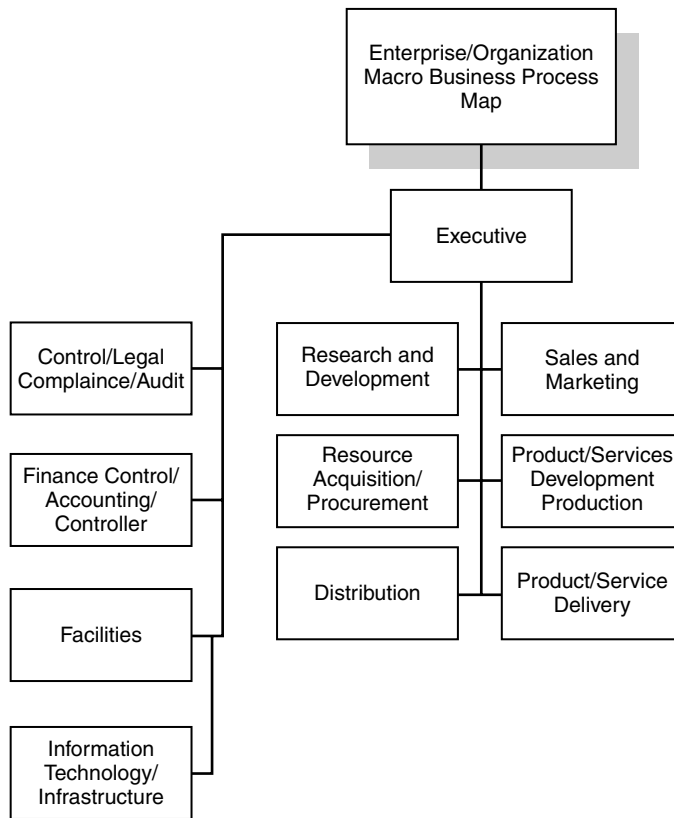 Enterprise/Organization
Macro Business Process
Map
Executive
Control/Legal
Complaince/Audit
Research and
Development
Sales and
Marketing
Finance Control/
Accounting/
Controller
Resource
Acquisition/
Procurement
Product/Services
Development
Production
Facilities
Distribution
Product/Service
Delivery
Information
Technology/
Infrastructure